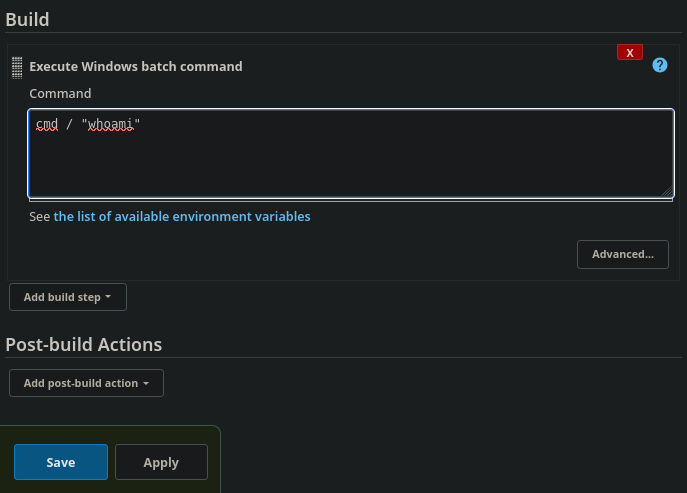 Build
X
Execute Windows batch command
?
Command
cmd / "whoami"
See the list of available environment variables
Advanced...
Add build step
Post-build Actions
Add post-build action
Save Apply